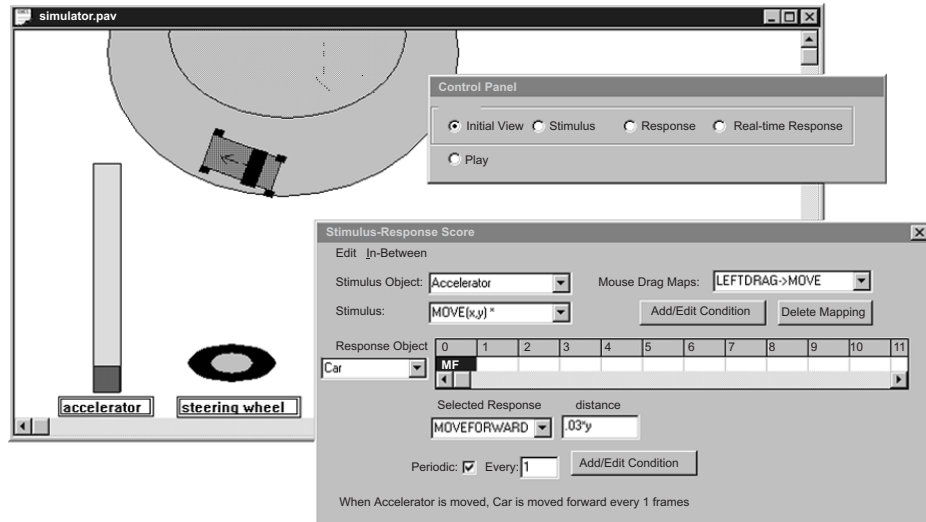 simulator.pav
Control Panel
Initial View Stimulus Response Real-time Response
Play
Stimulus-Response Score
Edit In-Between
Stimulus Object: Accelerator Mouse Drag Maps: LEFTDRAG->MOVE
Stimulus: MOVE(x,y) * Add/Edit Condition Delete Mapping
Response Object 0 1 2 3 4 5 6 7 8 9 10 11
Car MF
Selected Response distance
MOVEFORWARD .03*y
Periodic: Every: 1 Add/Edit Condition
When Accelerator is moved, Car is moved forward every 1 frames
accelerator steering wheel